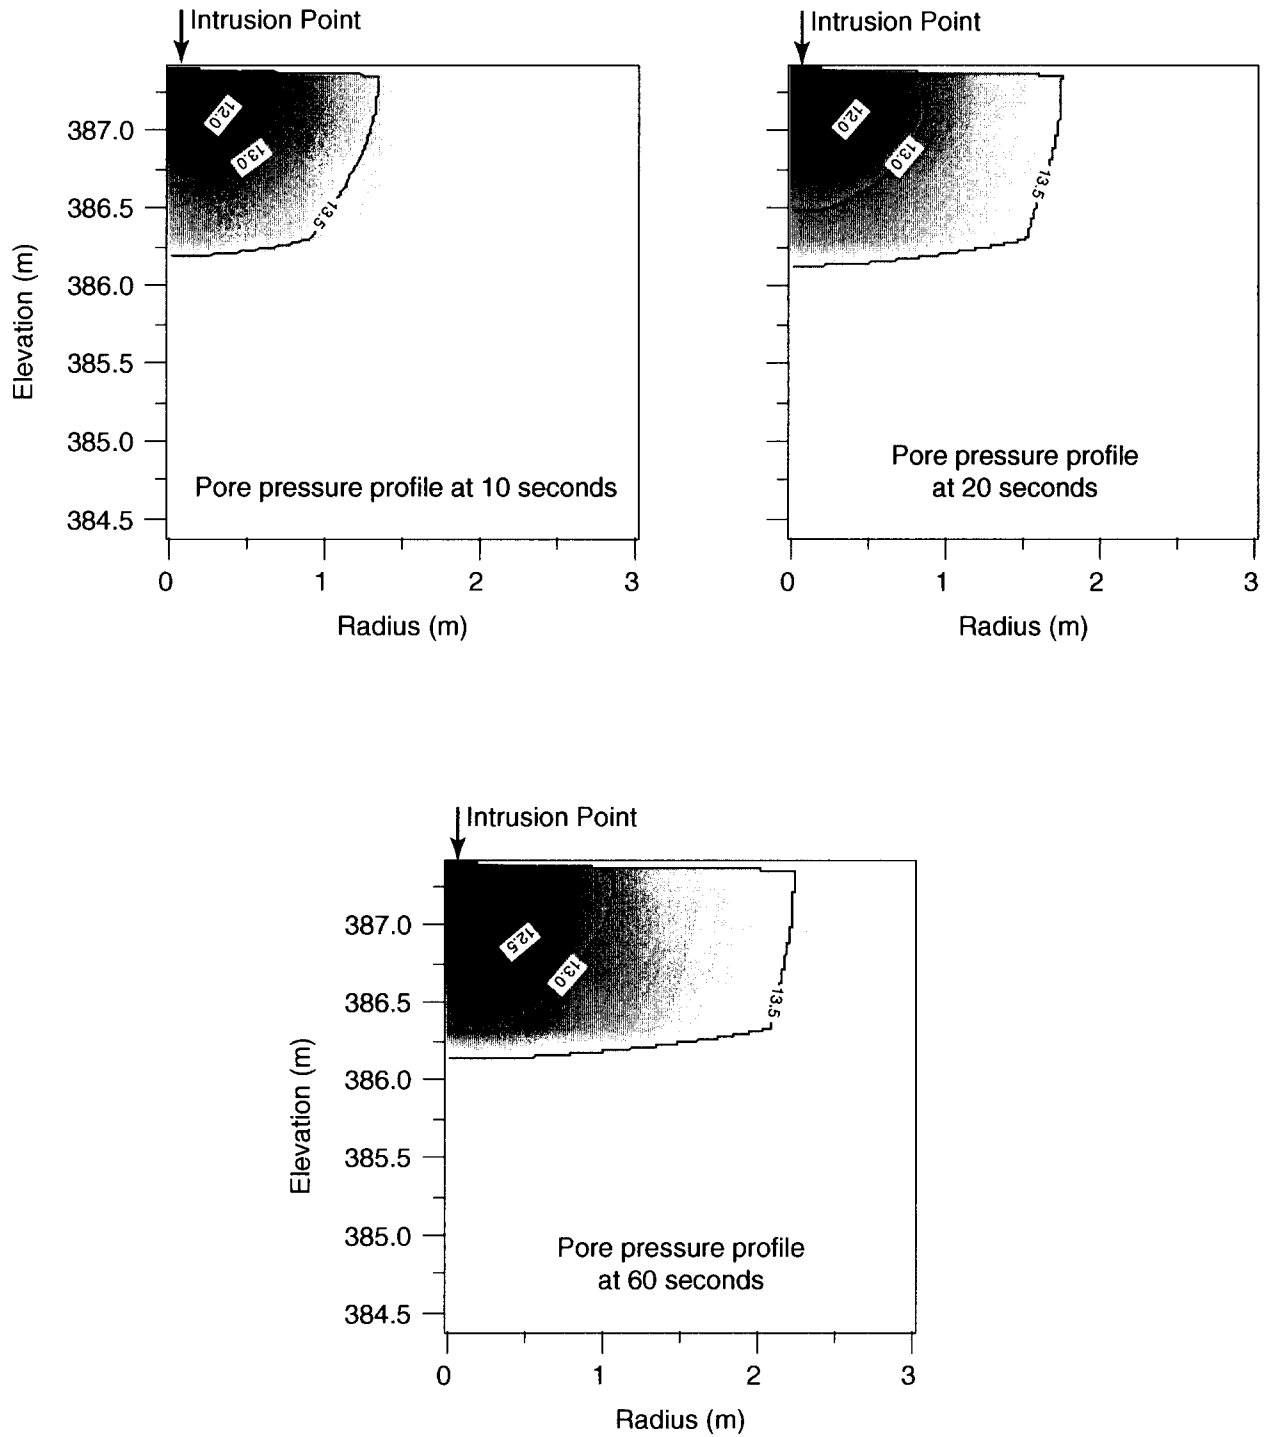 Intrusion Point
Intrusion Point
12.0
13.0
13.5
387.0
386.5
386.0
385.5
385.0
384.5
Elevation (m)
Pore pressure profile at 10 seconds
0 1 2 3
Radius (m)
12.0
13.0
13.5
Pore pressure profile
at 20 seconds
0 1 2 3
Radius (m)
Intrusion Point
12.5
13.0
13.5
387.0
386.5
386.0
385.5
385.0
384.5
Elevation (m)
Pore pressure profile
at 60 seconds
0 1 2 3
Radius (m)